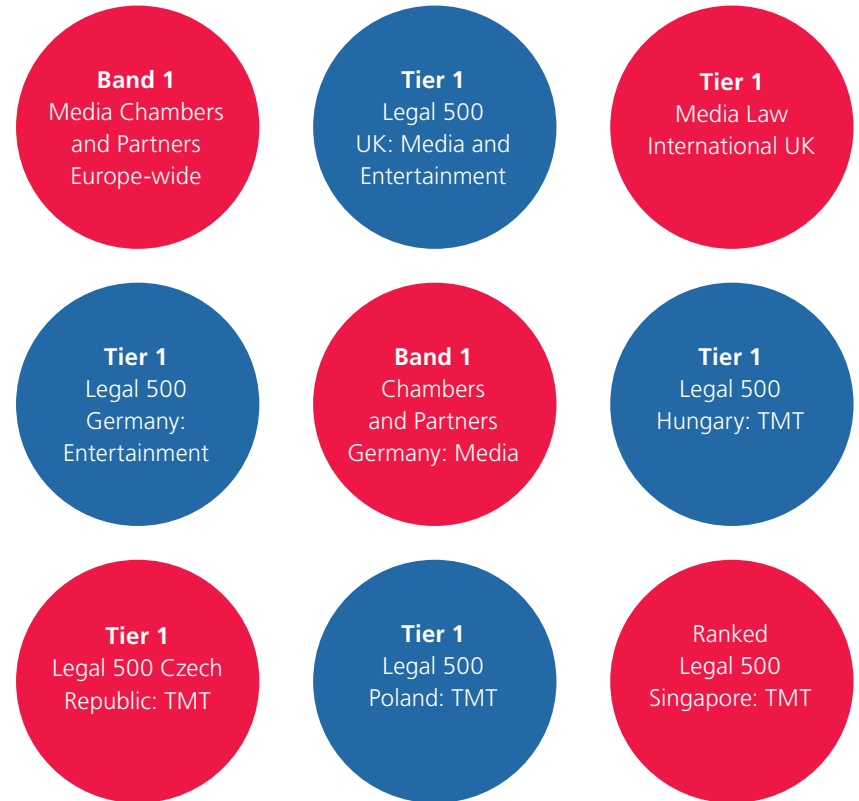 Band 1
Media Chambers
and Partners
Europe-wide
Tier 1
Legal 500
UK: Media and
Entertainment
Tier 1
Media Law
International UK
Tier 1
Legal 500
Germany:
Entertainment
Band 1
Chambers
and Partners
Germany: Media
Tier 1
Legal 500
Hungary: TMT
Tier 1
Legal 500 Czech
Republic: TMT
Tier 1
Legal 500
Poland: TMT
Ranked
Legal 500
Singapore: TMT